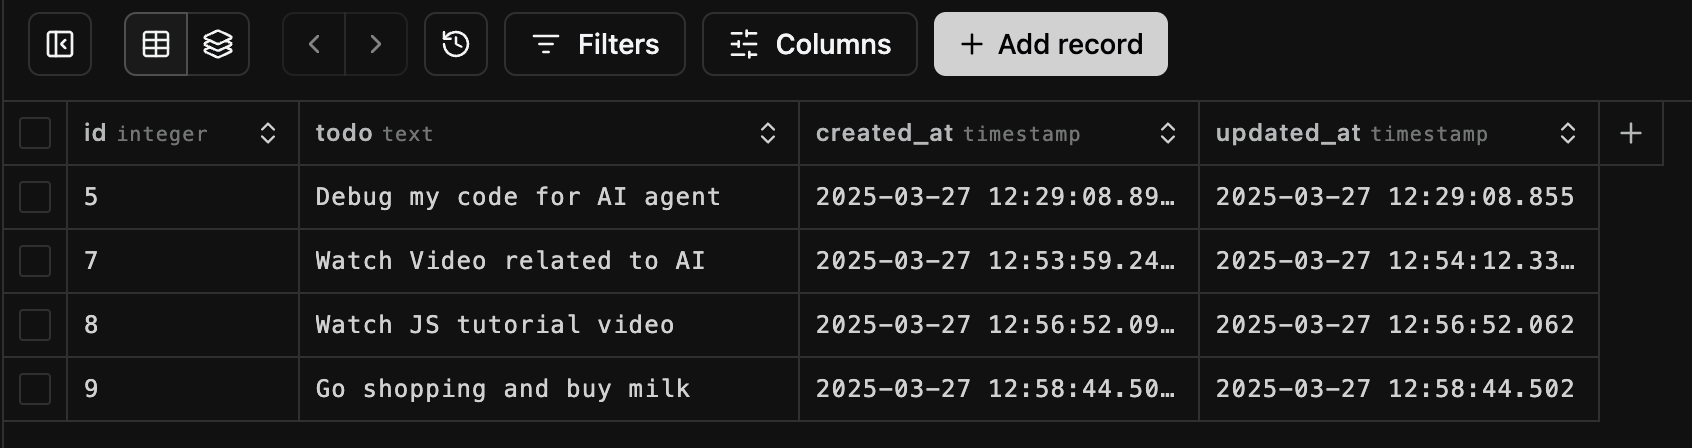 Filters Columns + Add record
id integer todo text created_at timestamp updated_at timestamp +
5 Debug my code for AI agent 2025-03-27 12:29:08.89… 2025-03-27 12:29:08.855
7 Watch Video related to AI 2025-03-27 12:53:59.24… 2025-03-27 12:54:12.33…
8 Watch JS tutorial video 2025-03-27 12:56:52.09… 2025-03-27 12:56:52.062
9 Go shopping and buy milk 2025-03-27 12:58:44.50… 2025-03-27 12:58:44.502